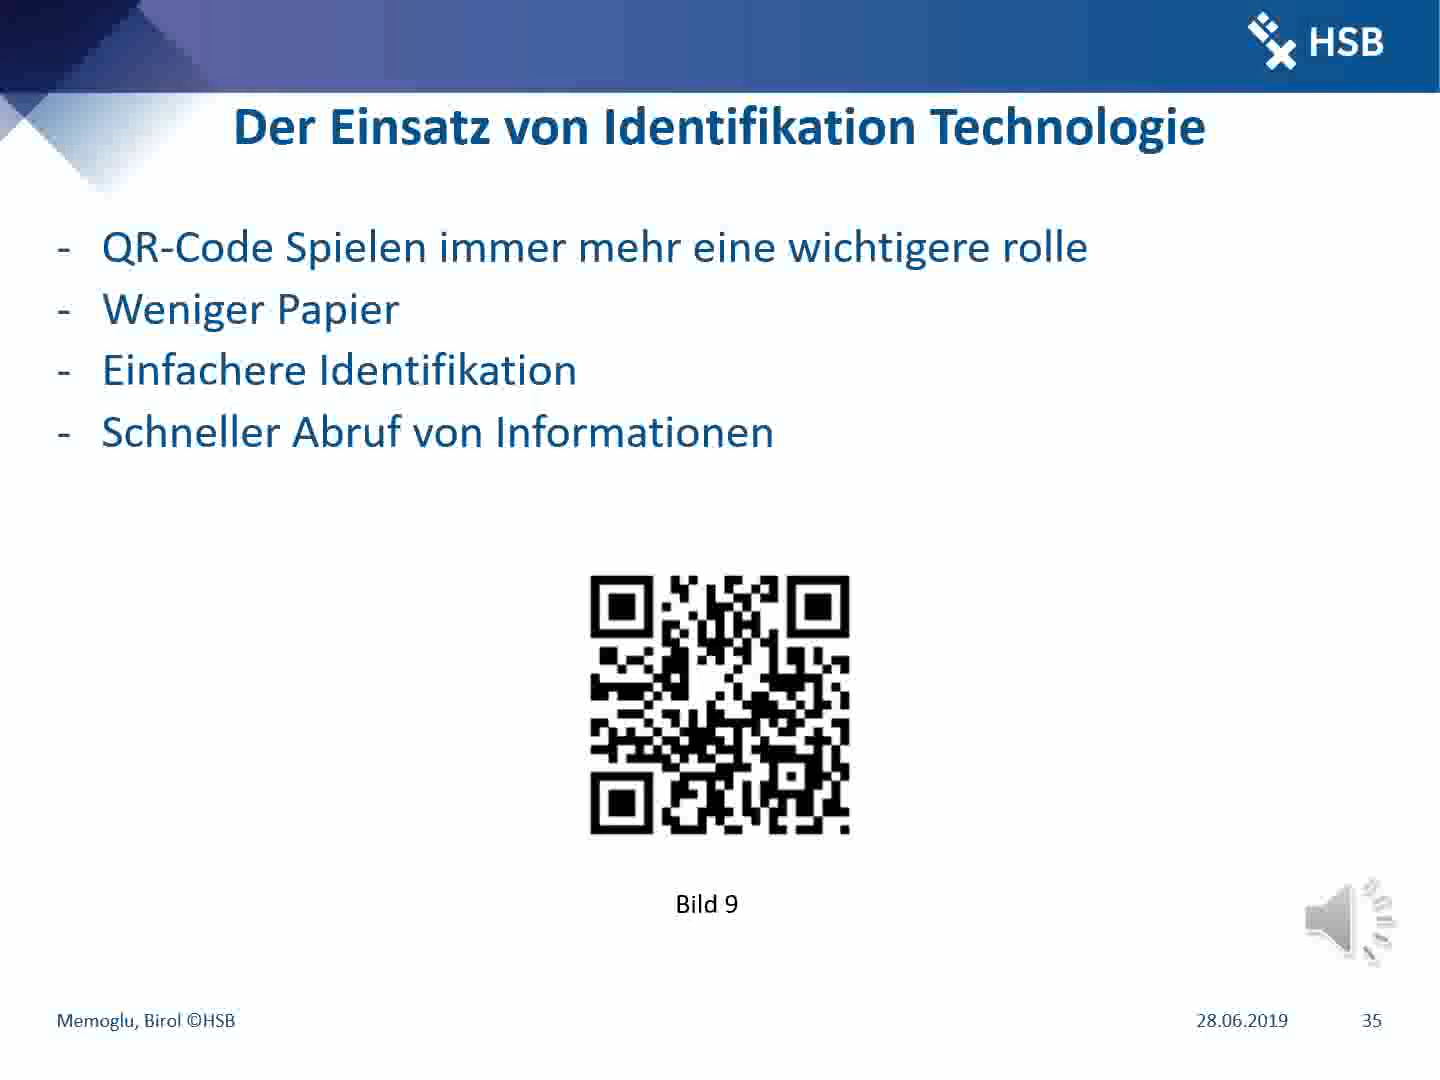 HSB
Der Einsatz von Identifikation Technologie
- QR-Code Spielen immer mehr eine wichtigere rolle
- Weniger Papier
- Einfachere Identifikation
- Schneller Abruf von Informationen
Bild 9
Memoglu, Birol ©HSB
28.06.2019
35